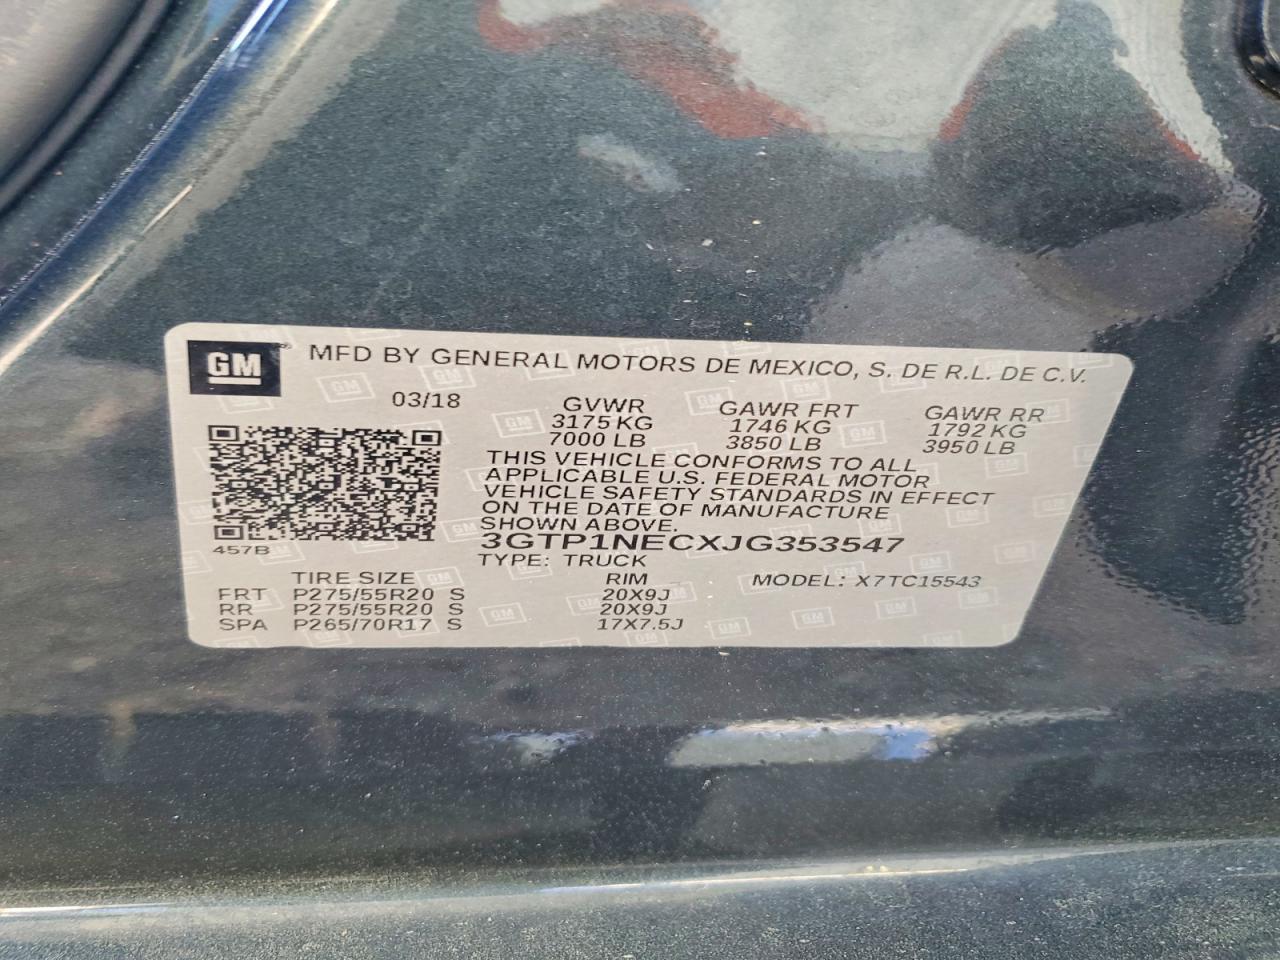 GM ® MFD BY GENERAL MOTORS DE MEXICO, S. DE R.L. DE C.V.
03/18 GVWR GAWR FRT GAWR RR
3175 KG 1746 KG 1792 KG
7000 LB 3850 LB 3950 LB
THIS VEHICLE CONFORMS TO ALL
APPLICABLE U.S. FEDERAL MOTOR
VEHICLE SAFETY STANDARDS IN EFFECT
ON THE DATE OF MANUFACTURE
SHOWN ABOVE.
3GTP1NECXJG353547
457B
TYPE: TRUCK
TIRE SIZE RIM MODEL: X7TC15543
FRT P275/55R20 S 20X9J
RR P275/55R20 S 20X9J
SPA P265/70R17 S 17X7.5J